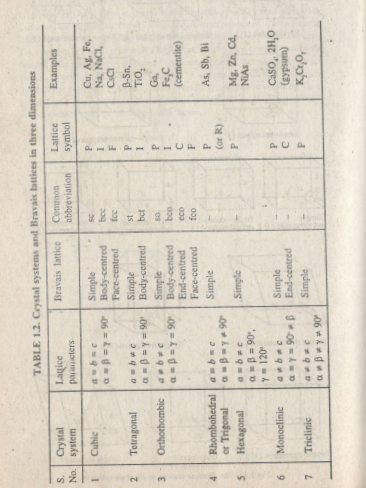 TABLE 1.2. Crystal systems and Bravais lattices in three dimensions
S. No. Crystal system Lattice parameters Bravais lattice Common abbreviation Lattice symbol Examples
1 Cubic a = b = c Simple sc P Cu, Ag, Fe,
α = β = γ = 90° Body-centred bcc I Na, NaCl,
Face-centred fcc F CsCl
2 Tetragonal a = b ≠ c Simple st P β-Sn,
α = β = γ = 90° Body-centred bct I TiO2
3 Orthorhombic a ≠ b ≠ c Simple so P Ga,
α = β = γ = 90° Body-centred bco I Fe3C
End-centred eco C (cementite)
Face-centred fco F
4 Rhombohedral a = b = c Simple – P As, Sb, Bi
or Trigonal α = β = γ ≠ 90° (or R)
5 Hexagonal a = b ≠ c Simple – P Mg, Zn, Cd,
α = β = 90°, NiAs
γ = 120°
6 Monoclinic a ≠ b ≠ c Simple – P CaSO4 2H2O
α = γ = 90° ≠ β End-centred – C (gypsum)
7 Triclinic a ≠ b ≠ c Simple – P K2Cr2O7
α ≠ β ≠ γ ≠ 90°